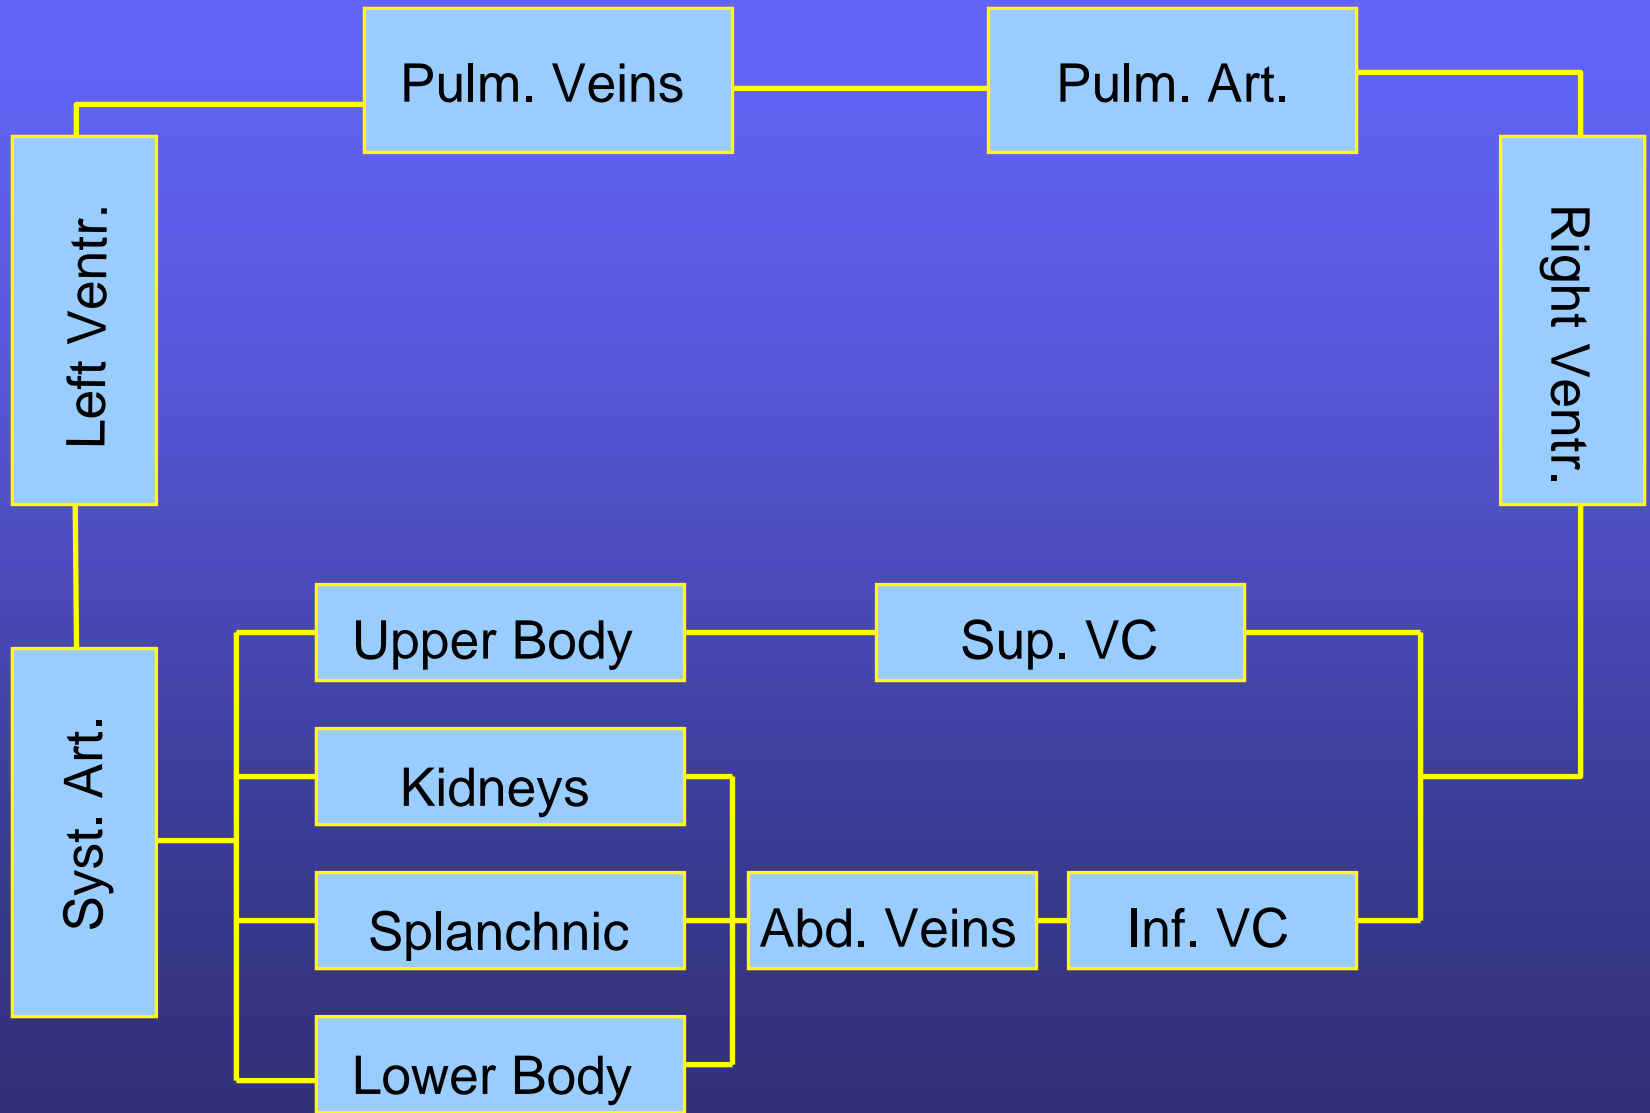 Pulm. Veins
Pulm. Art.
Left Ventr.
Right Ventr.
Syst. Art.
Upper Body
Sup. VC
Kidneys
Splanchnic
Abd. Veins
Inf. VC
Lower Body